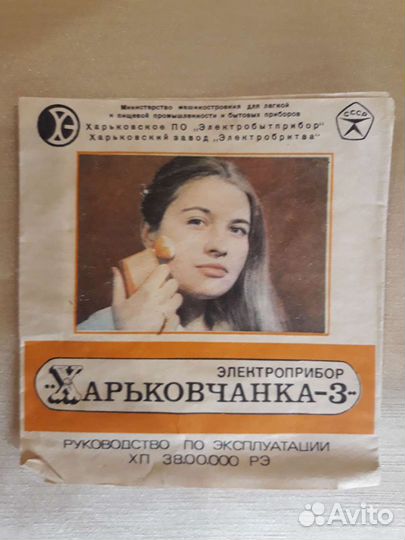 Министерство машиностроения для легкой
и пищевой промышленности и бытовых приборов
Харьковское ПО „Электробытприбор"
Харьковский завод „Электробритва"
СССР
ЭЛЕКТРОПРИБОР
„ХАРЬКОВЧАНКА-3"
РУКОВОДСТВО ПО ЭКСПЛУАТАЦИИ
ХП 38.00.000 РЭ
Avito